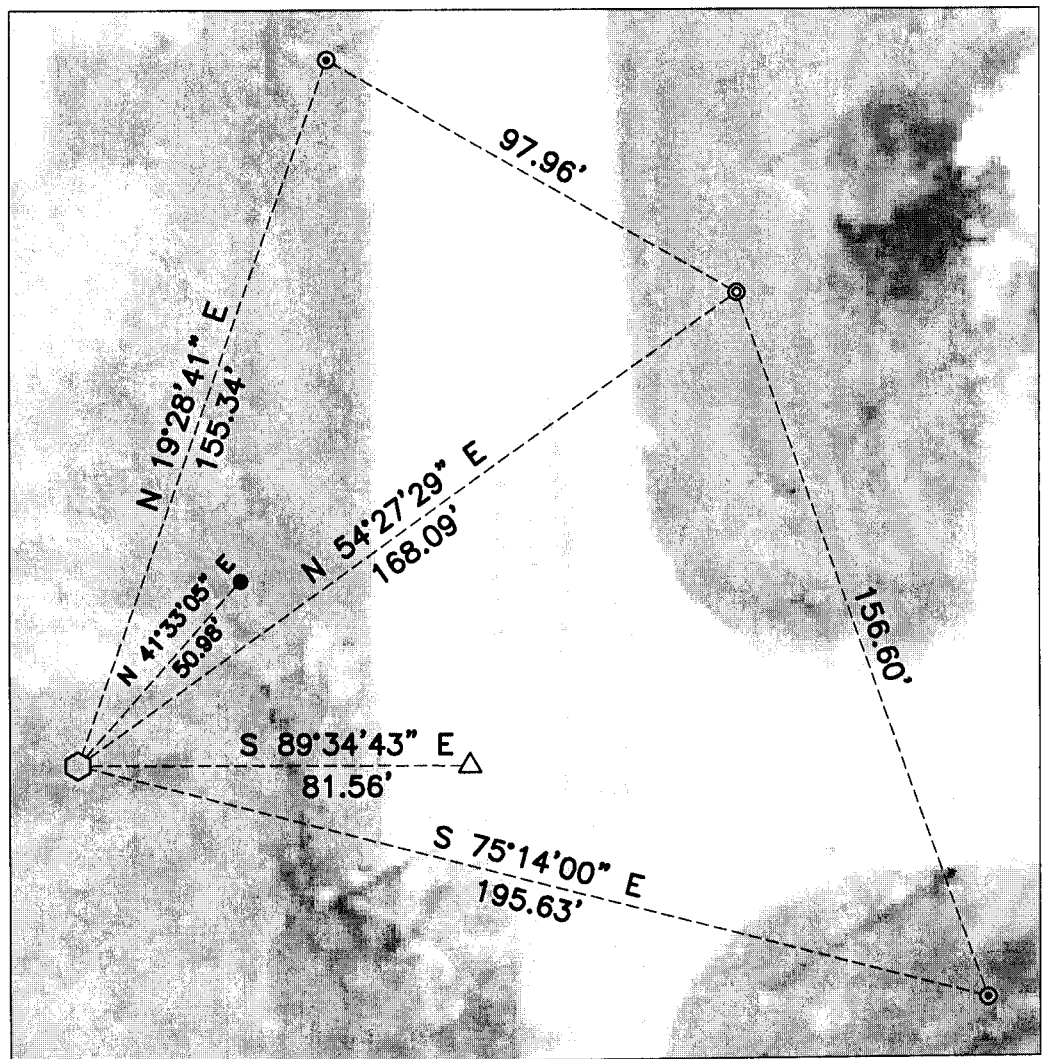 97.96'
N 19°28'41" E
155.34'
N 54°27'29" E
168.09'
N 41°33'05" E
50.98'
156.60'
S 89°34'43" E
81.56'
S 75°14'00" E
195.63'